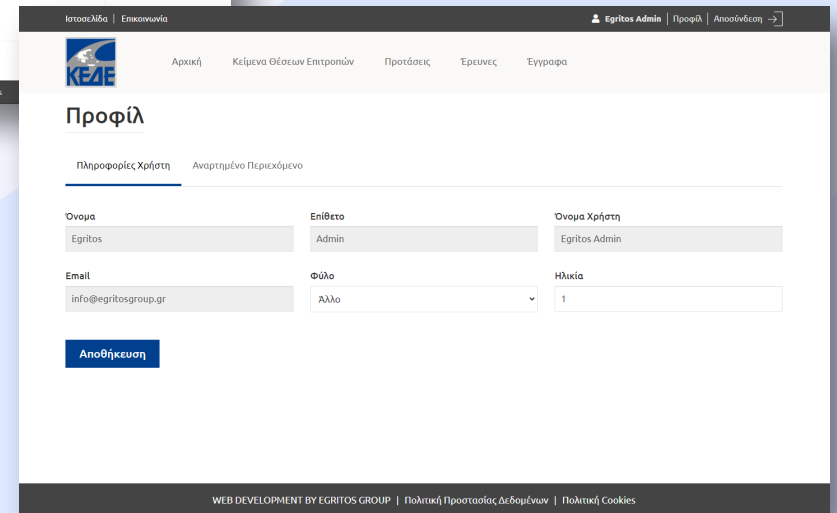 Ιστοσελίδα | Επικοινωνία
Egritos Admin | Προφίλ | Αποσύνδεση
ΚΕΔΕ
Αρχική Κείμενα Θέσεων Επιτροπών Προτάσεις Έρευνες Έγγραφα
Προφίλ
Πληροφορίες Χρήστη Αναρτημένο Περιεχόμενο
Όνομα Επίθετο Όνομα Χρήστη
Egritos Admin Egritos Admin
Email Φύλο Ηλικία
info@egritosgroup.gr Άλλο 1
Αποθήκευση
WEB DEVELOPMENT BY EGRITOS GROUP | Πολιτική Προστασίας Δεδομένων | Πολιτική Cookies